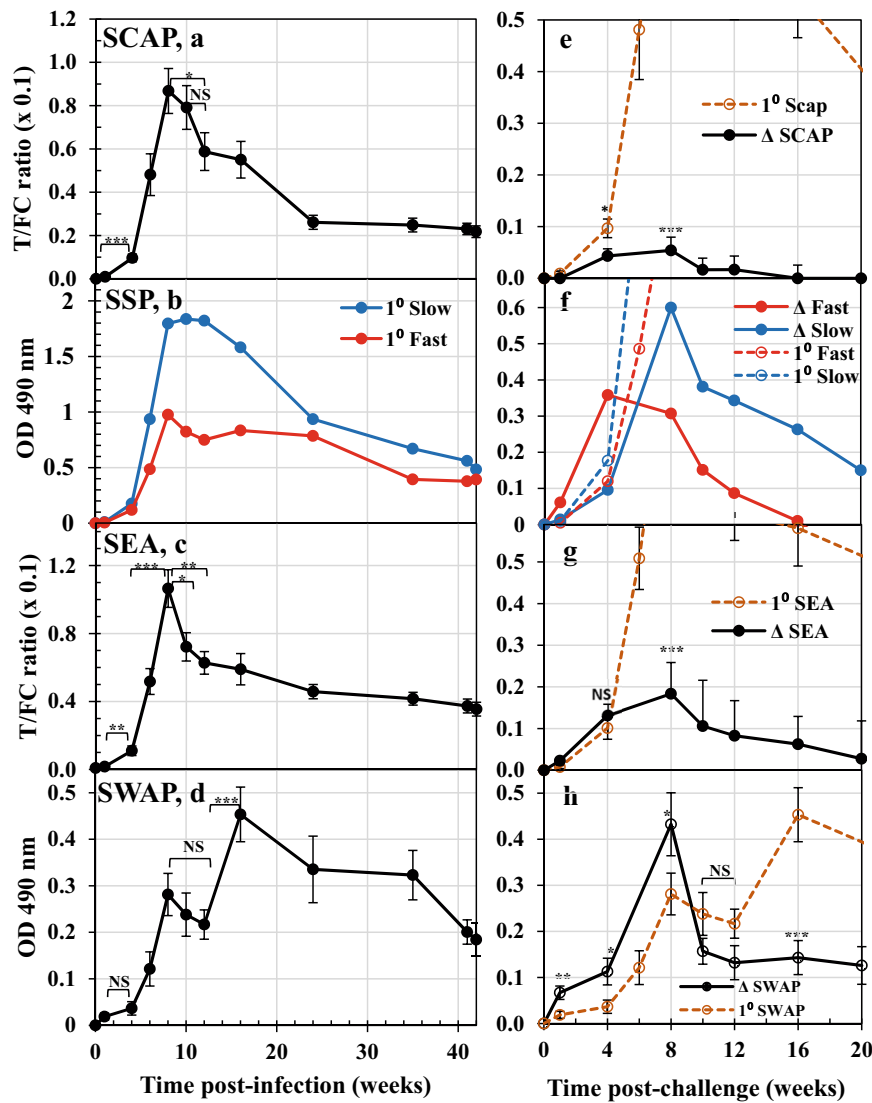 SCAP, a
T/FC ratio (x 0.1)
1.2
1.0
0.8
0.6
0.4
0.2
0.0
***
*
NS
e
0.5
0.4
0.3
0.2
0.1
0.0
1⁰ Scap
Δ SCAP
*
***
SSP, b
OD 490 nm
2
1.5
1
0.5
0
1⁰ Slow
1⁰ Fast
f
0.6
0.5
0.4
0.3
0.2
0.1
0.0
Δ Fast
Δ Slow
1⁰ Fast
1⁰ Slow
SEA, c
T/FC ratio (x 0.1)
1.2
0.8
0.4
0.0
**
***
**
*
g
0.5
0.4
0.3
0.2
0.1
0.0
1⁰ SEA
Δ SEA
NS
***
SWAP, d
OD 490 nm
0.5
0.4
0.3
0.2
0.1
0
NS
NS
***
h
0.5
0.4
0.3
0.2
0.1
0.0
**
*
*
NS
***
Δ SWAP
1⁰ SWAP
0 10 20 30 40
Time post-infection (weeks)
0 4 8 12 16 20
Time post-challenge (weeks)